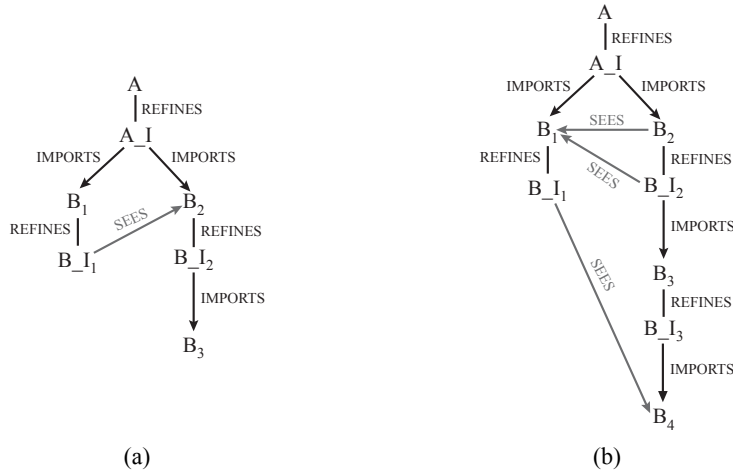 A
REFINES
A_I
IMPORTS IMPORTS
B₁ B₂
SEES
REFINES REFINES
B_I₁ B_I₂
IMPORTS
B₃
(a)
A
REFINES
A_I
IMPORTS IMPORTS
SEES
B₁ B₂
REFINES SEES REFINES
B_I₁ B_I₂
IMPORTS
SEES
B₃
REFINES
B_I₃
IMPORTS
B₄
(b)